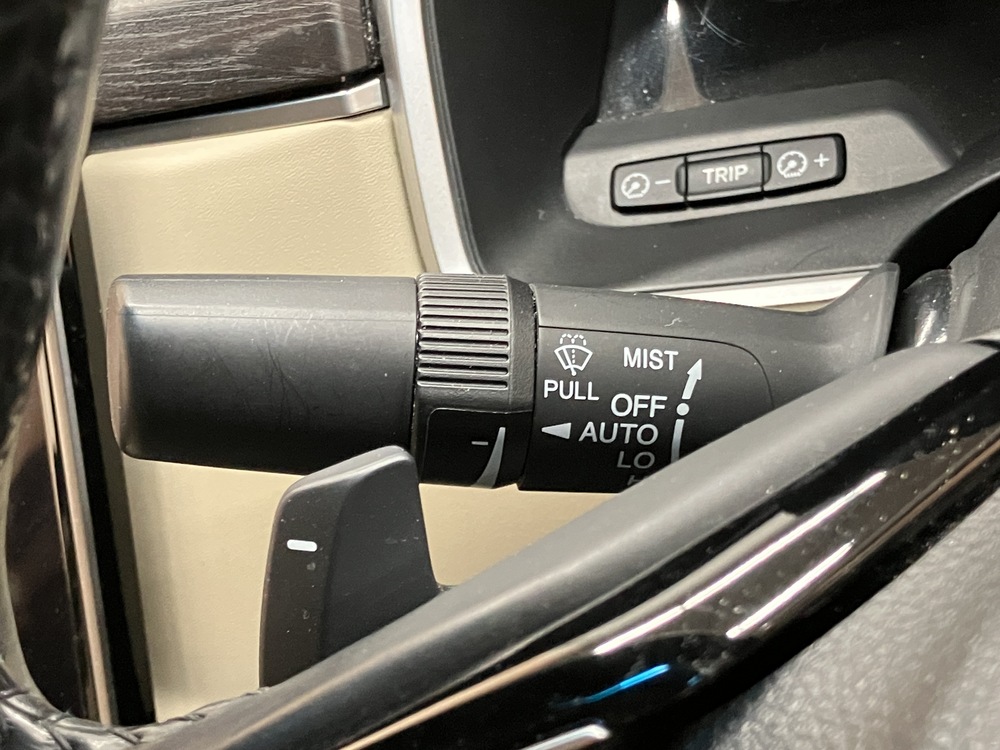 − TRIP +
MIST
PULL
OFF
AUTO
LO